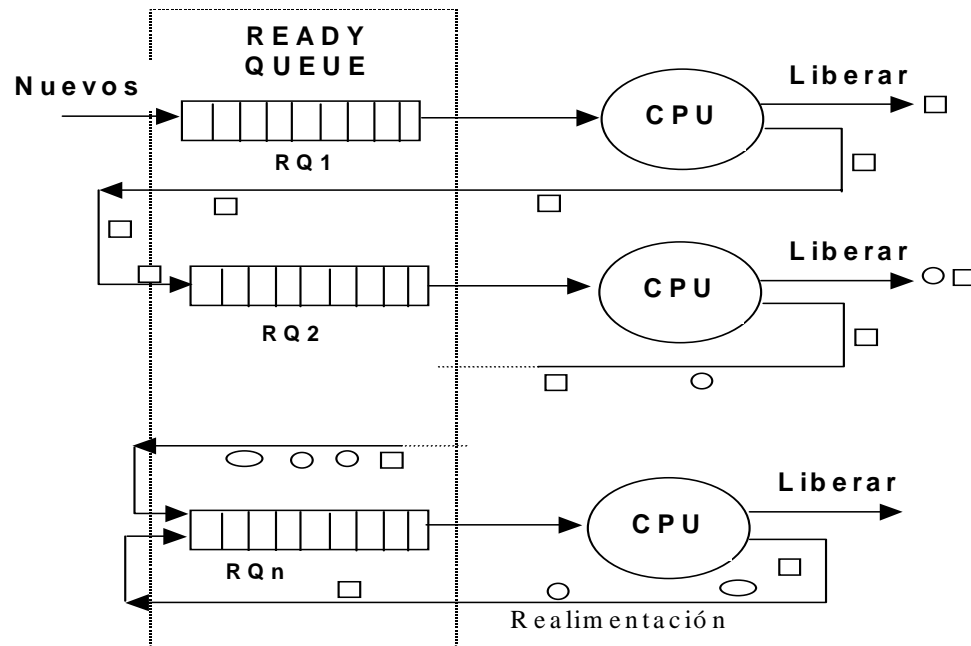 READY
QUEUE
Nuevos
Liberar
CPU
RQ1
Liberar
CPU
RQ2
Liberar
CPU
RQn
Realimentación